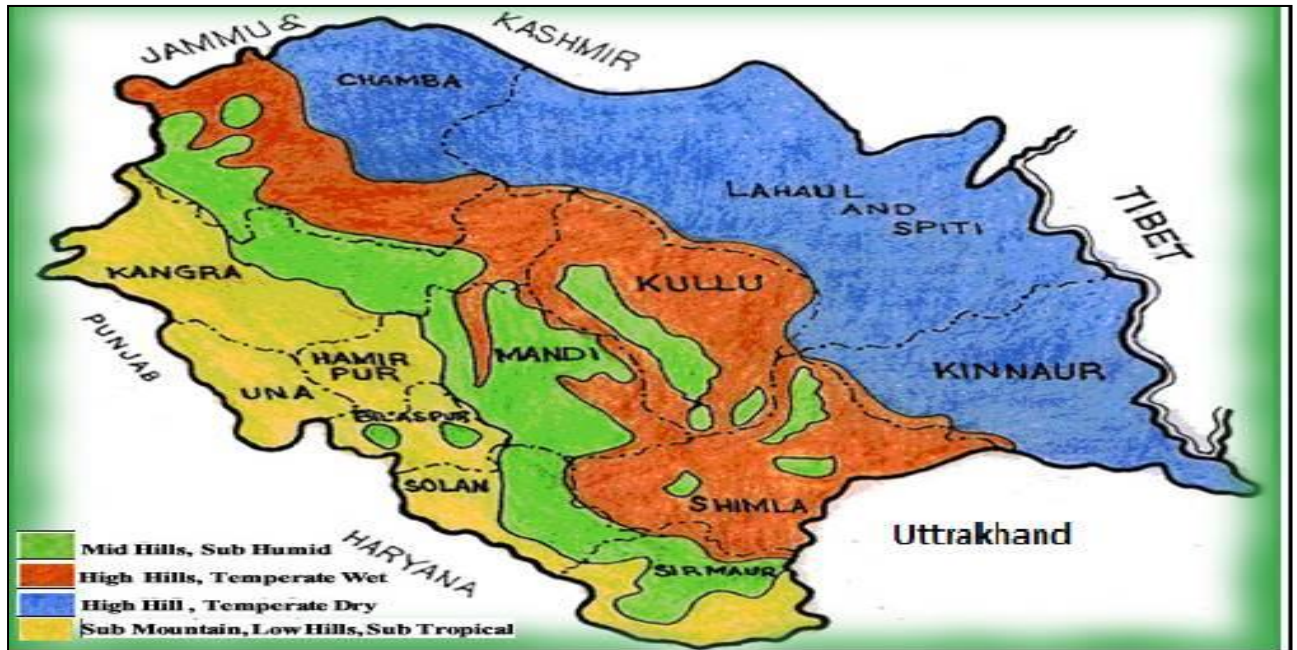 JAMMU &
KASHMIR
CHAMBA
LAHAUL
AND
SPITI
TIBET
KANGRA
KULLU
PUNJAB
HAMIR
PUR
MANDI
KINNAUR
UNA
BILASPUR
SOLAN
SHIMLA
Uttrakhand
HARYANA
SIRMAUR
Mid Hills, Sub Humid
High Hills, Temperate Wet
High Hill , Temperate Dry
Sub Mountain, Low Hills, Sub Tropical